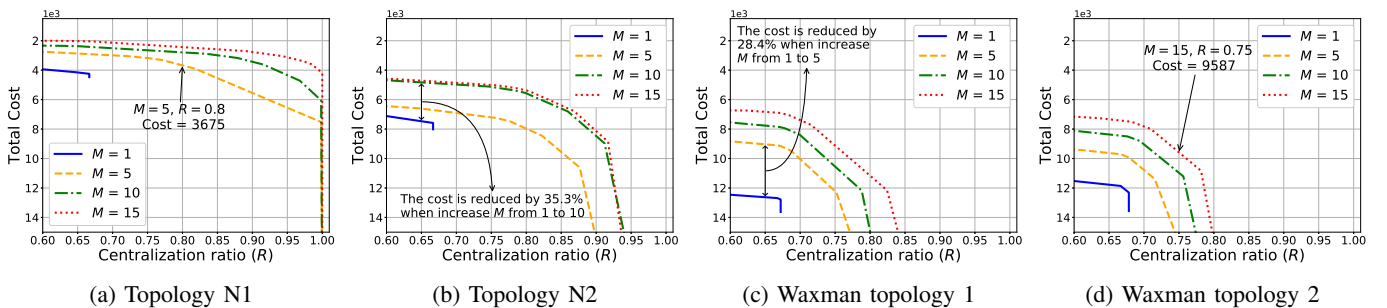 1e3
2
4
6
8
10
12
14
0.60 0.65 0.70 0.75 0.80 0.85 0.90 0.95 1.00
Total Cost
Centralization ratio (R)
M = 5, R = 0.8
Cost = 3675
M = 1
M = 5
M = 10
M = 15
(a) Topology N1
1e3
2
4
6
8
10
12
14
0.60 0.65 0.70 0.75 0.80 0.85 0.90 0.95 1.00
Total Cost
Centralization ratio (R)
M = 1
M = 5
M = 10
M = 15
The cost is reduced by 35.3%
when increase M from 1 to 10
(b) Topology N2
1e3
2
4
6
8
10
12
14
0.60 0.65 0.70 0.75 0.80 0.85 0.90 0.95 1.00
Total Cost
Centralization ratio (R)
The cost is reduced by
28.4% when increase
M from 1 to 5
M = 1
M = 5
M = 10
M = 15
(c) Waxman topology 1
1e3
2
4
6
8
10
12
14
0.60 0.65 0.70 0.75 0.80 0.85 0.90 0.95 1.00
Total Cost
Centralization ratio (R)
M = 15, R = 0.75
Cost = 9587
M = 1
M = 5
M = 10
M = 15
(d) Waxman topology 2